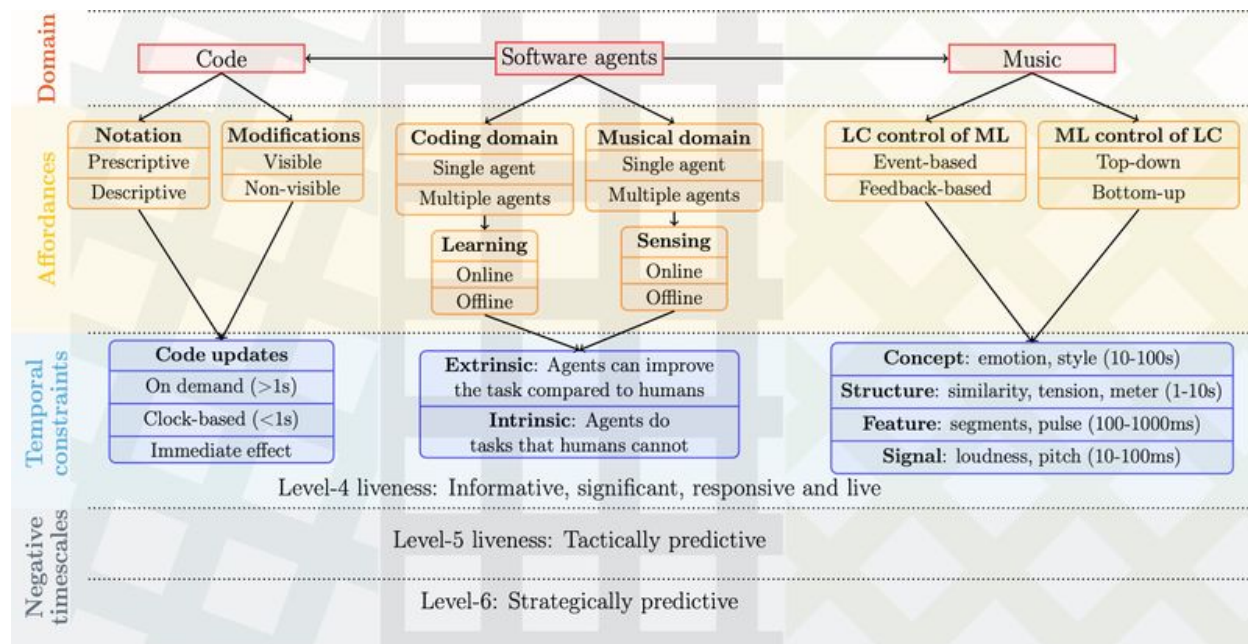 Domain
Code
Software agents
Music
Affordances
Notation
Prescriptive
Descriptive
Modifications
Visible
Non-visible
Coding domain
Single agent
Multiple agents
Musical domain
Single agent
Multiple agents
LC control of ML
Event-based
Feedback-based
ML control of LC
Top-down
Bottom-up
Learning
Online
Offline
Sensing
Online
Offline
Temporal
constraints
Code updates
On demand (>1s)
Clock-based (<1s)
Immediate effect
Extrinsic: Agents can improve
the task compared to humans
Intrinsic: Agents do
tasks that humans cannot
Concept: emotion, style (10-100s)
Structure: similarity, tension, meter (1-10s)
Feature: segments, pulse (100-1000ms)
Signal: loudness, pitch (10-100ms)
Level-4 liveness: Informative, significant, responsive and live
Negative
timescales
Level-5 liveness: Tactically predictive
Level-6: Strategically predictive